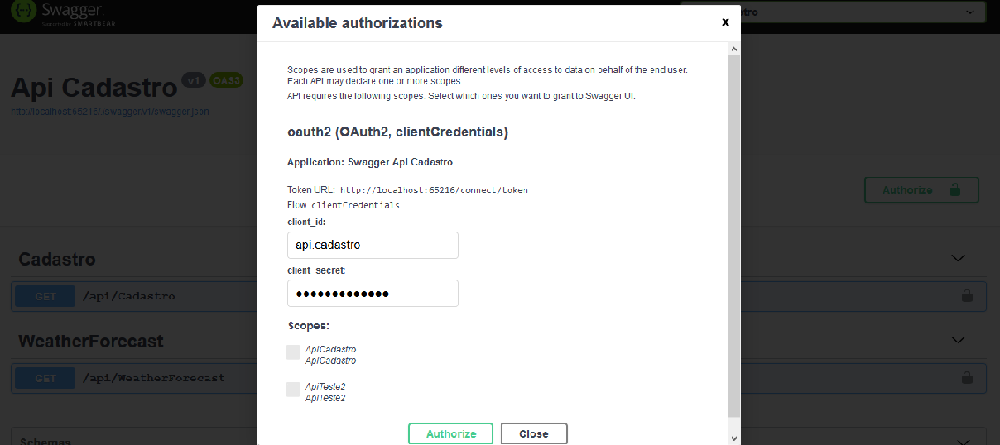 Swagger.
Supported by SMARTBEAR
stro
Available authorizations
x
Api Cadastro v1 OAS3
http://localhost:65216/./swagger/v1/swagger.json
Scopes are used to grant an application different levels of access to data on behalf of the end user.
Each API may declare one or more scopes.
API requires the following scopes. Select which ones you want to grant to Swagger UI.
oauth2 (OAuth2, clientCredentials)
Application: Swagger Api Cadastro
Token URL: http://localhost:65216/connect/token
Flow: clientCredentials
Authorize
client_id:
api.cadastro
client_secret:
Cadastro
GET /api/Cadastro
Scopes:
WeatherForecast
ApiCadastro
ApiCadastro
GET /api/WeatherForecast
ApiTeste2
ApiTeste2
Authorize Close
Schemas